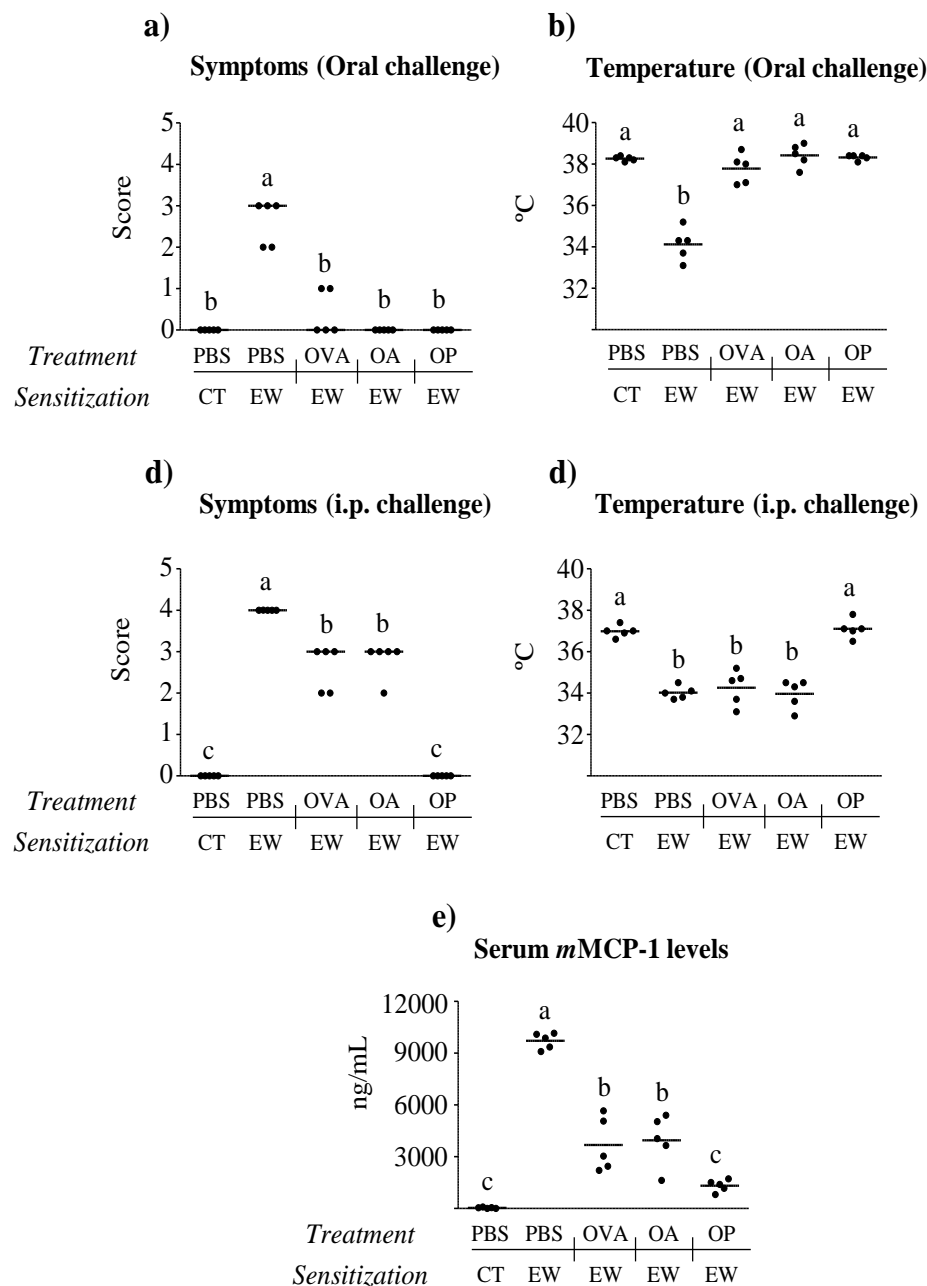 a) b)
Symptoms (Oral challenge) Temperature (Oral challenge)
5 40
4 a a a a
Score 3 a ºC 38
2 b 36 b
1 b b b 34
0 32
Treatment PBS PBS OVA OA OP PBS PBS OVA OA OP
Sensitization CT EW EW EW EW CT EW EW EW EW
d) d)
Symptoms (i.p. challenge) Temperature (i.p. challenge)
5 a 40 a a
4 b b 38
Score 3 ºC 36 b b b
2 34
1 c c 32
0
Treatment PBS PBS OVA OA OP PBS PBS OVA OA OP
Sensitization CT EW EW EW EW CT EW EW EW EW
e)
Serum mMCP-1 levels
12000 a
9000
ng/mL 6000 b b
3000 c c
Treatment PBS PBS OVA OA OP
Sensitization CT EW EW EW EW